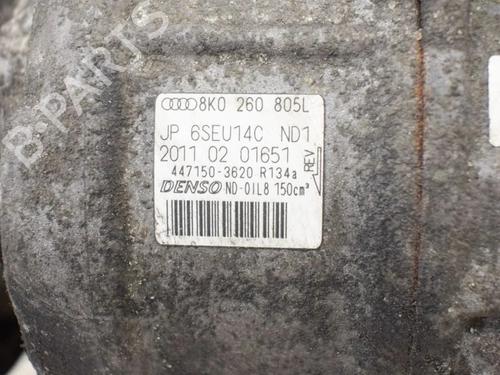 8K0 260 805L
JP 6SEU14C ND1
2011 02 01651
REV
447150-3620 R134a
DENSO ND-OIL8 150cm³
B-PARTS